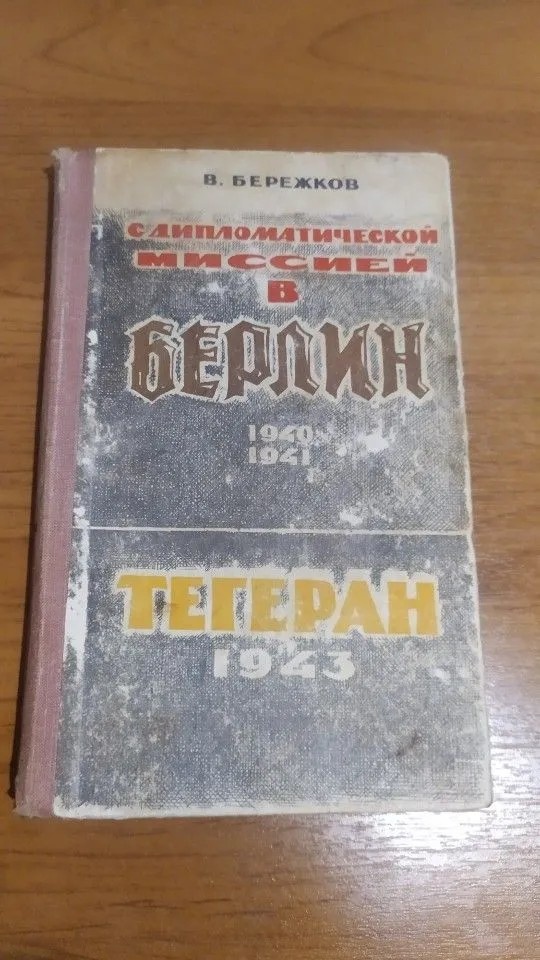 В. БЕРЕЖКОВ
С ДИПЛОМАТИЧЕСКОЙ
МИССИЕЙ
В
БЕРЛИН
1940
1941
ТЕГЕРАН
1943